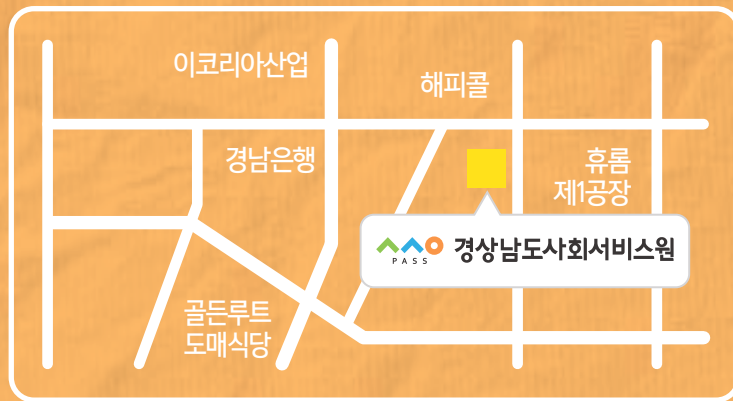 이코리아산업
해피콜
경남은행
휴롬
제1공장
PASS
경상남도사회서비스원
골든루트
도매식당